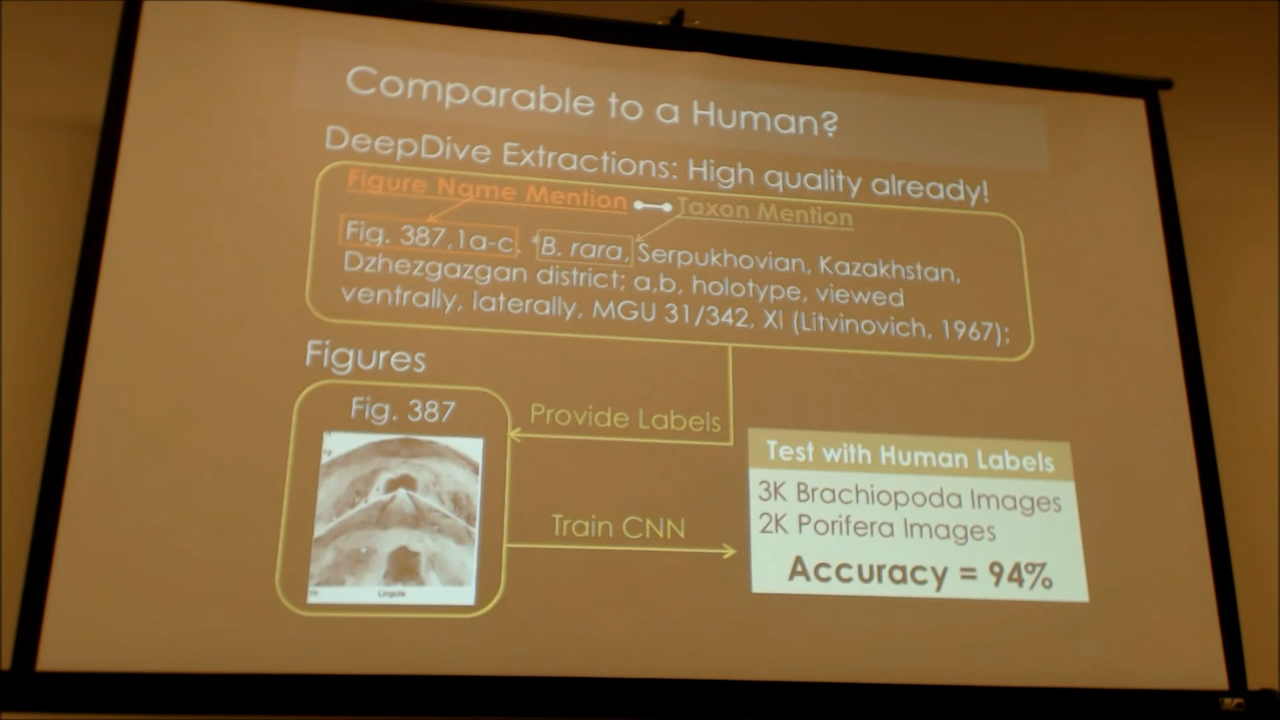 Comparable to a Human?
DeepDive Extractions: High quality already!
Figure Name Mention
Taxon Mention
Fig. 387,1a-c. *B. rara, Serpukhovian, Kazakhstan,
Dzhezgazgan district; a,b, holotype, viewed
ventrally, laterally, MGU 31/342, XI (Litvinovich, 1967);
Figures
Fig. 387
Provide Labels
Lingula
Train CNN
Test with Human Labels
3K Brachiopoda Images
2K Porifera Images
Accuracy = 94%